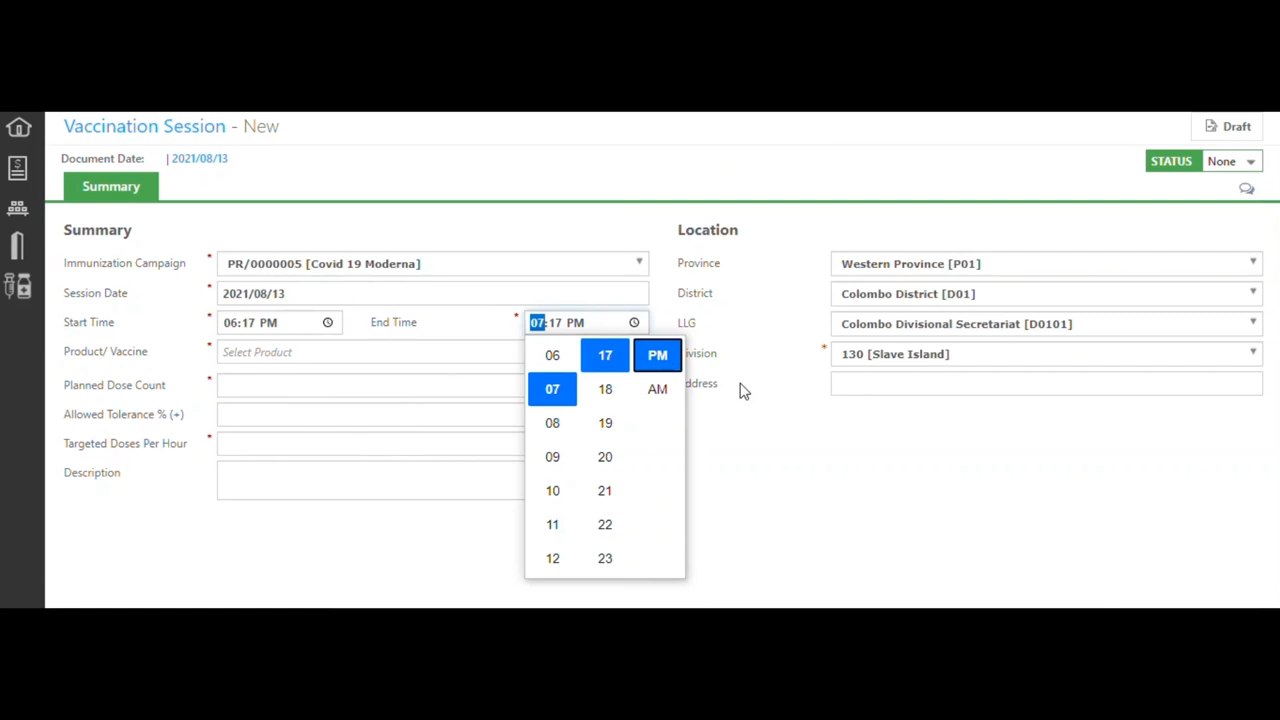 Vaccination Session - New
Draft
Document Date: | 2021/08/13
STATUS None
Summary
Summary
Immunization Campaign * PR/0000005 [Covid 19 Moderna]
Session Date * 2021/08/13
Start Time * 06:17 PM End Time * 07:17 PM
Product/ Vaccine * Select Product
Planned Dose Count *
Allowed Tolerance % (+)
Targeted Doses Per Hour *
Description
06 17 PM
07 18 AM
08 19
09 20
10 21
11 22
12 23
Location
Province Western Province [P01]
District Colombo District [D01]
LLG Colombo Divisional Secretariat [D0101]
ivision * 130 [Slave Island]
ddress